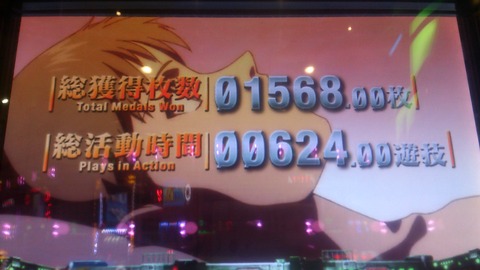 総獲得枚数 01568.00枚
Total Medals Won
総活動時間 00624.00遊技
Plays in Action